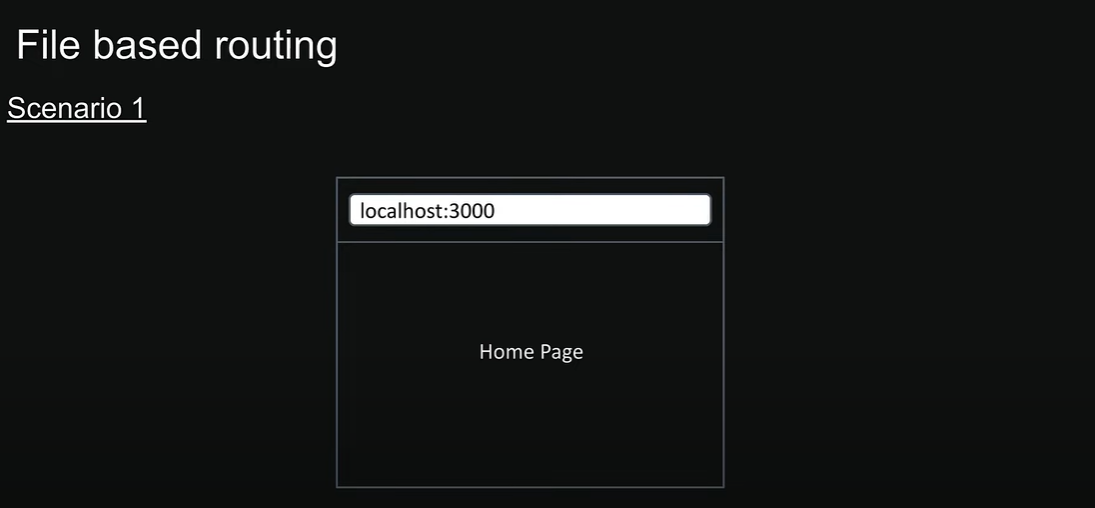 File based routing
Scenario 1
localhost:3000
Home Page